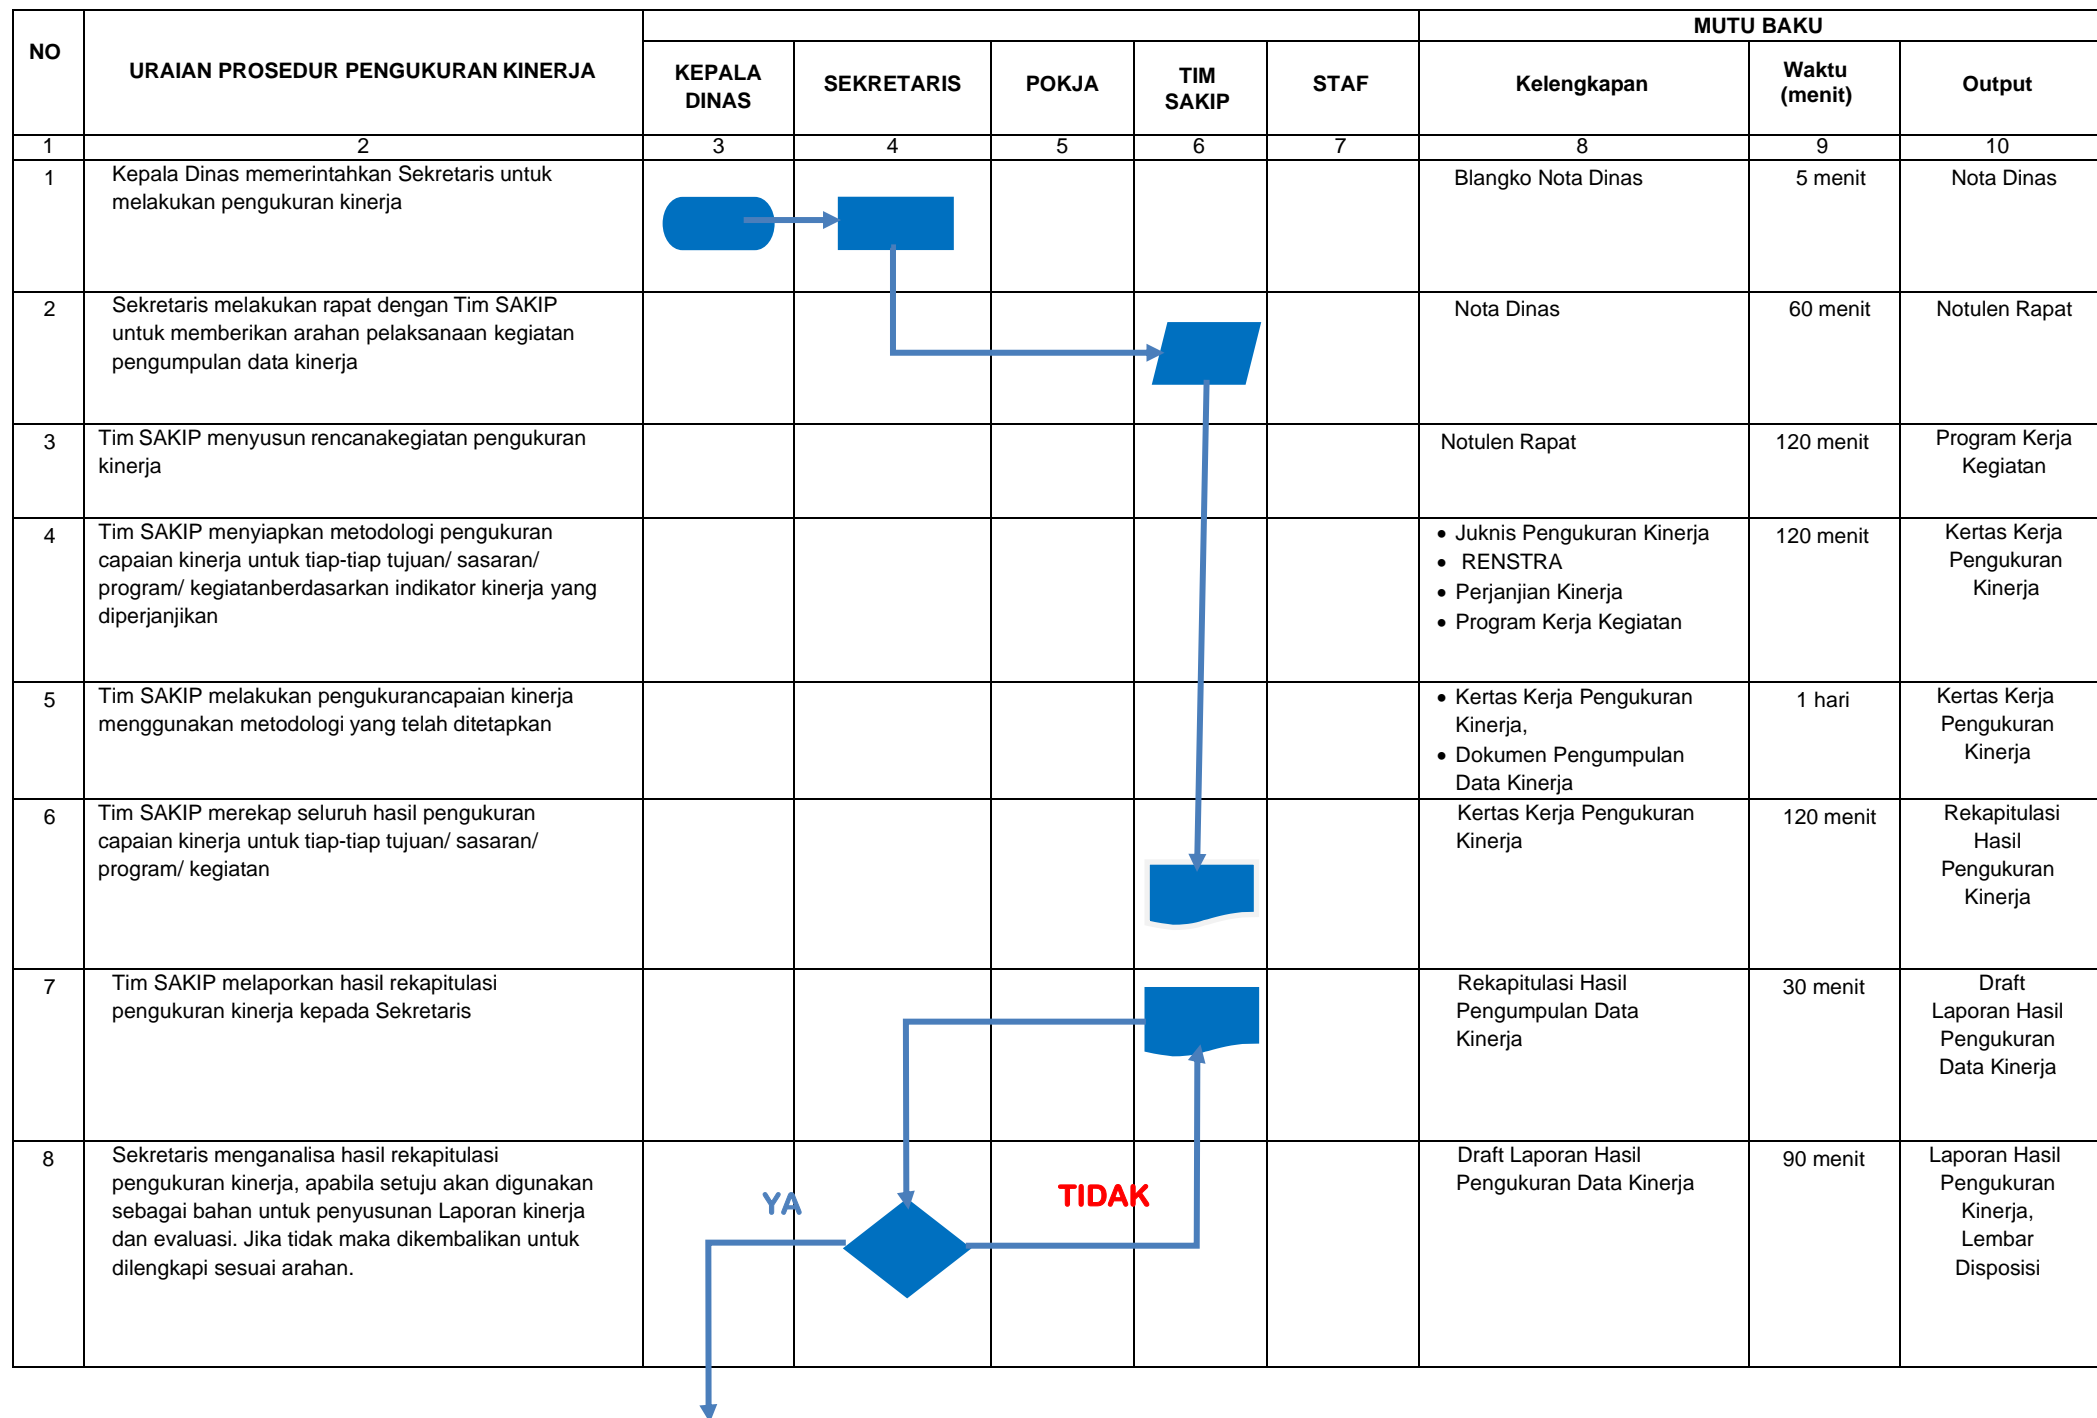 MUTU BAKU
NO
URAIAN PROSEDUR PENGUKURAN KINERJA
KEPALA
DINAS
SEKRETARIS
POKJA
TIM
SAKIP
STAF
Kelengkapan
Waktu
(menit)
Output
1
2
3
4
5
6
7
8
9
10
1
Kepala Dinas memerintahkan Sekretaris untuk
melakukan pengukuran kinerja
Blangko Nota Dinas
5 menit
Nota Dinas
2
Sekretaris melakukan rapat dengan Tim SAKIP
untuk memberikan arahan pelaksanaan kegiatan
pengumpulan data kinerja
Nota Dinas
60 menit
Notulen Rapat
3
Tim SAKIP menyusun rencanakegiatan pengukuran
kinerja
Notulen Rapat
120 menit
Program Kerja
Kegiatan
4
Tim SAKIP menyiapkan metodologi pengukuran
capaian kinerja untuk tiap-tiap tujuan/ sasaran/
program/ kegiatanberdasarkan indikator kinerja yang
diperjanjikan
• Juknis Pengukuran Kinerja
• RENSTRA
• Perjanjian Kinerja
• Program Kerja Kegiatan
120 menit
Kertas Kerja
Pengukuran
Kinerja
5
Tim SAKIP melakukan pengukurancapaian kinerja
menggunakan metodologi yang telah ditetapkan
• Kertas Kerja Pengukuran
Kinerja,
• Dokumen Pengumpulan
Data Kinerja
1 hari
Kertas Kerja
Pengukuran
Kinerja
6
Tim SAKIP merekap seluruh hasil pengukuran
capaian kinerja untuk tiap-tiap tujuan/ sasaran/
program/ kegiatan
Kertas Kerja Pengukuran
Kinerja
120 menit
Rekapitulasi
Hasil
Pengukuran
Kinerja
7
Tim SAKIP melaporkan hasil rekapitulasi
pengukuran kinerja kepada Sekretaris
Rekapitulasi Hasil
Pengumpulan Data
Kinerja
30 menit
Draft
Laporan Hasil
Pengukuran
Data Kinerja
8
Sekretaris menganalisa hasil rekapitulasi
pengukuran kinerja, apabila setuju akan digunakan
sebagai bahan untuk penyusunan Laporan kinerja
dan evaluasi. Jika tidak maka dikembalikan untuk
dilengkapi sesuai arahan.
YA
TIDAK
Draft Laporan Hasil
Pengukuran Data Kinerja
90 menit
Laporan Hasil
Pengukuran
Kinerja,
Lembar
Disposisi